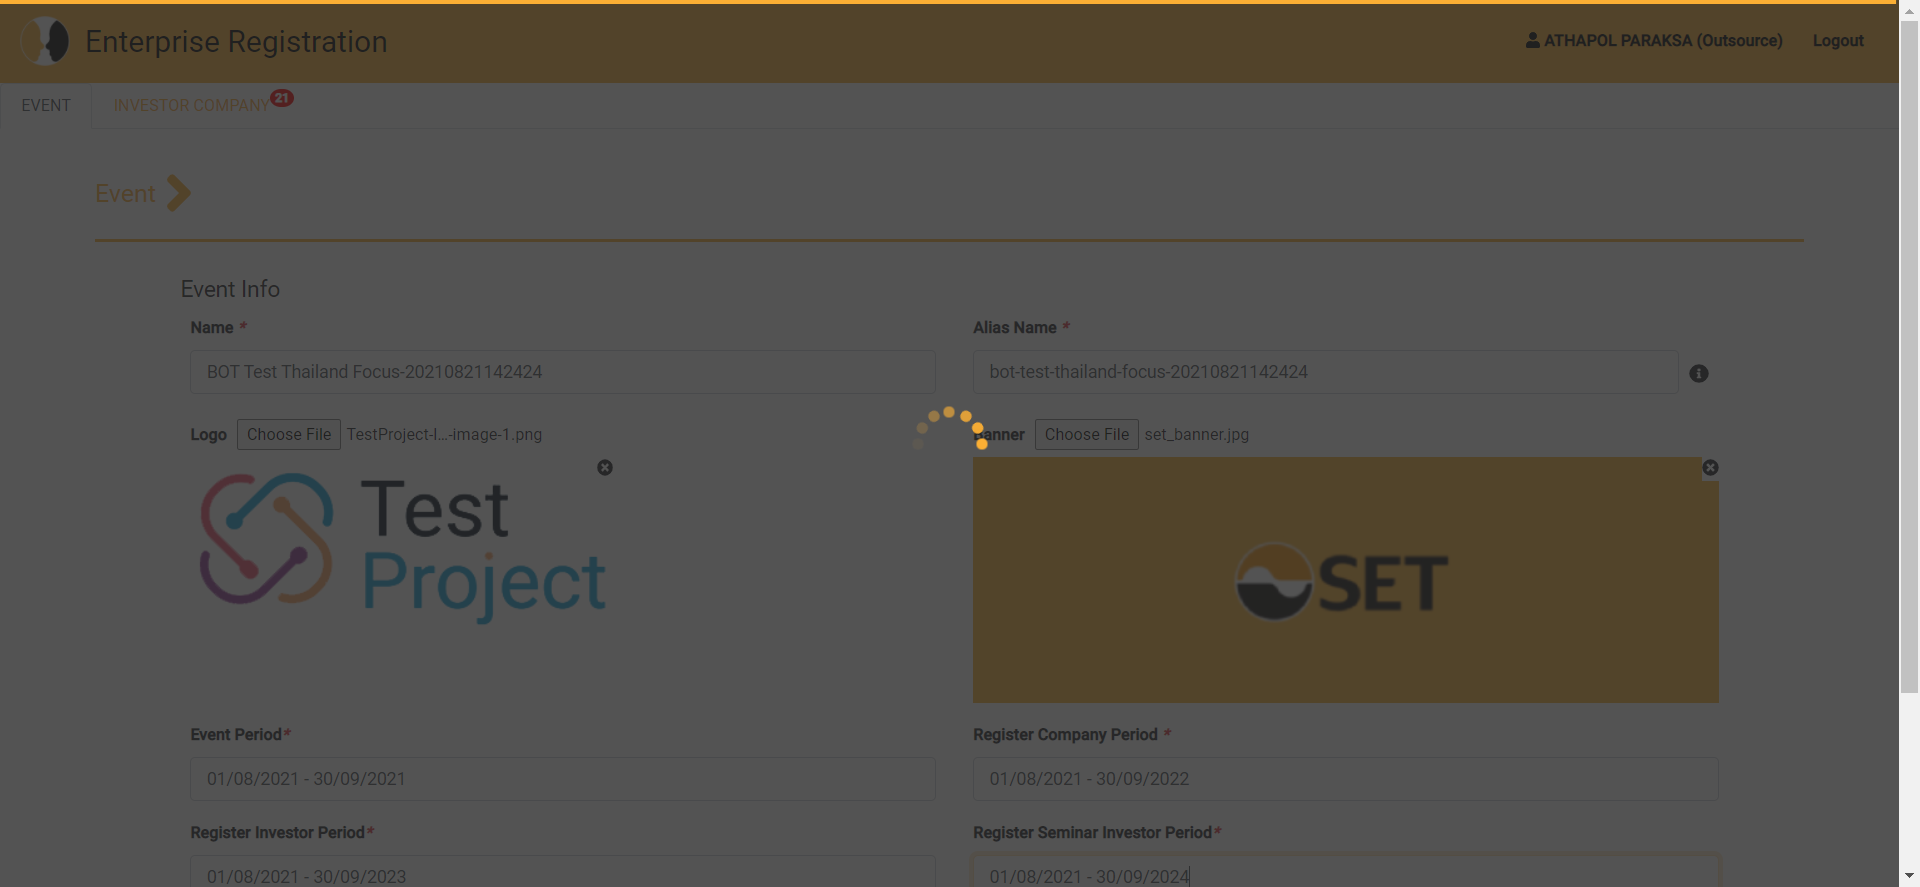 Enterprise Registration
ATHAPOL PARAKSA (Outsource) Logout
EVENT INVESTOR COMPANY 21
Event
Event Info
Name * Alias Name *
BOT Test Thailand Focus-20210821142424 bot-test-thailand-focus-20210821142424
Logo Choose File TestProject-l...-image-1.png Banner Choose File set_banner.jpg
Test
Project
SET
Event Period* Register Company Period *
01/08/2021 - 30/09/2021 01/08/2021 - 30/09/2022
Register Investor Period* Register Seminar Investor Period*
01/08/2021 - 30/09/2023 01/08/2021 - 30/09/2024